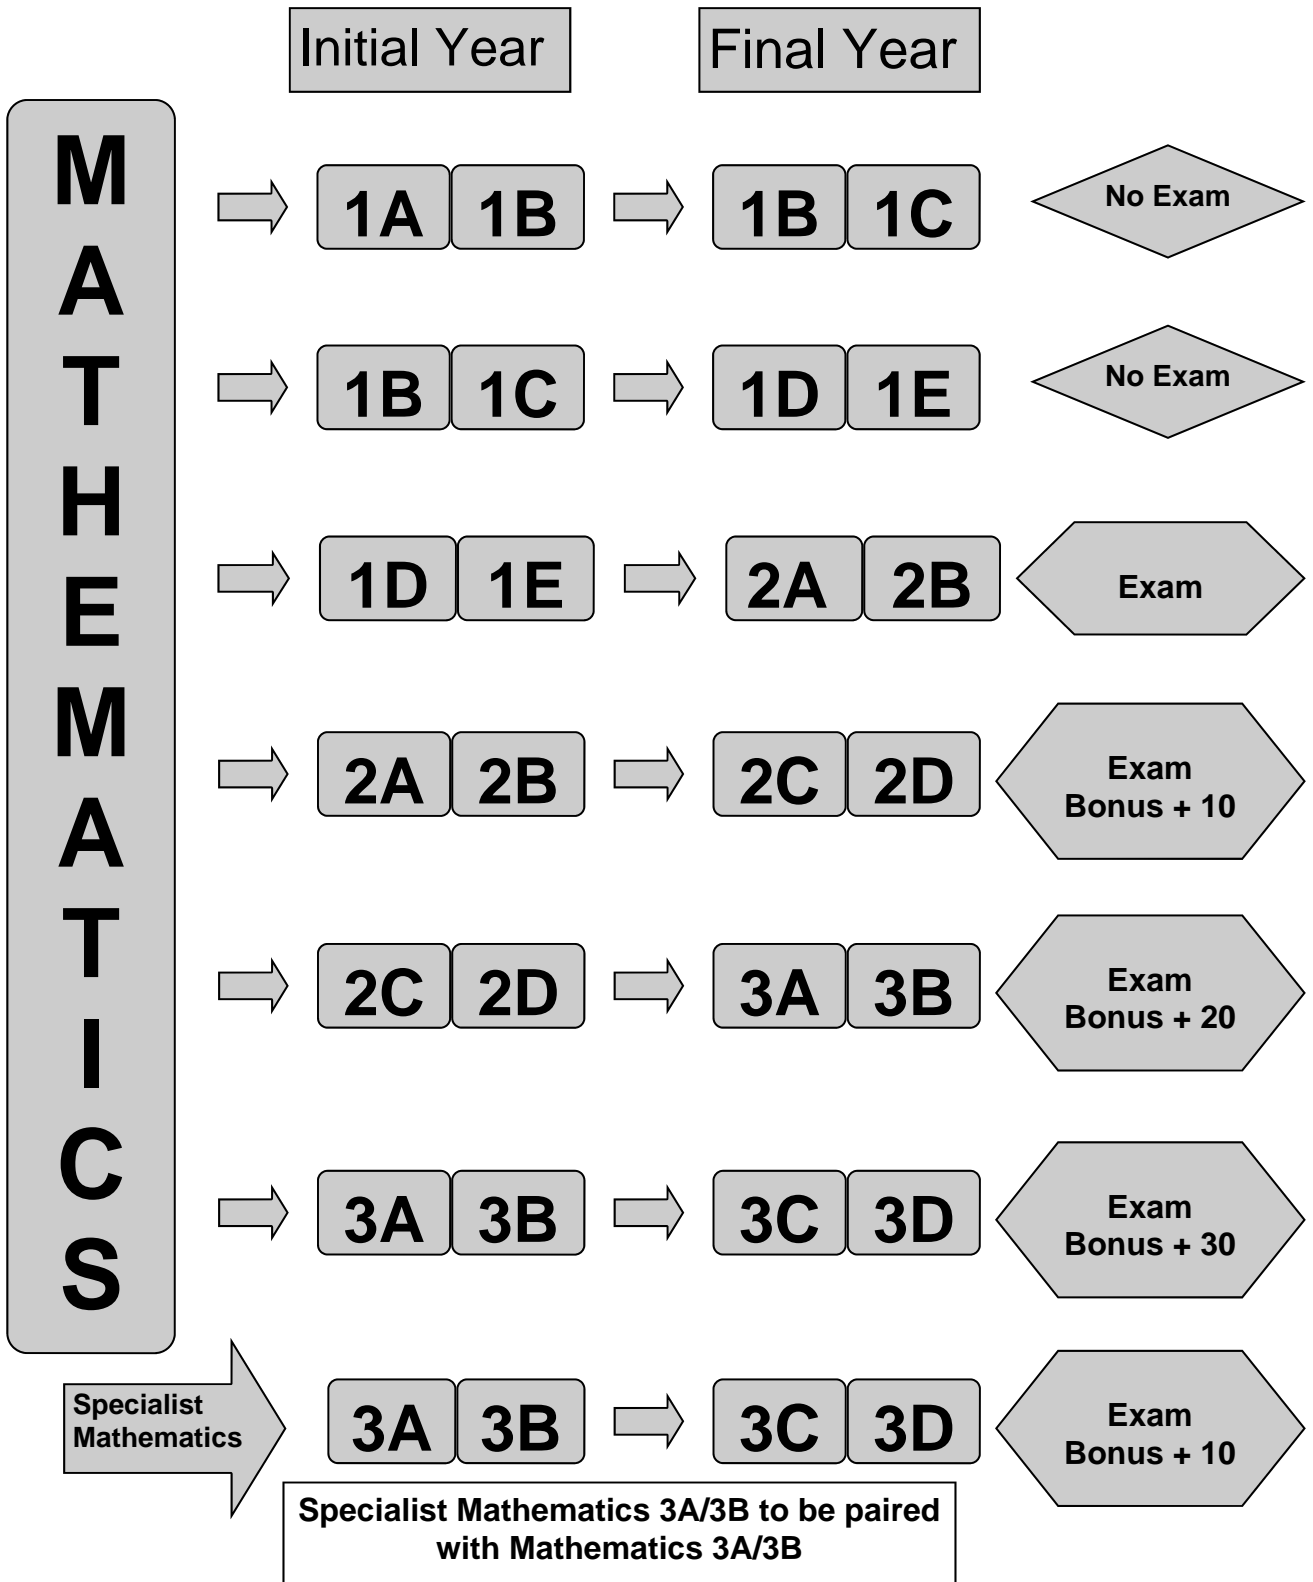 Initial Year Final Year
MATHEMATICS
1A 1B 1B 1C No Exam
1B 1C 1D 1E No Exam
1D 1E 2A 2B Exam
2A 2B 2C 2D Exam
Bonus + 10
2C 2D 3A 3B Exam
Bonus + 20
3A 3B 3C 3D Exam
Bonus + 30
Specialist
Mathematics
3A 3B 3C 3D Exam
Bonus + 10
Specialist Mathematics 3A/3B to be paired
with Mathematics 3A/3B